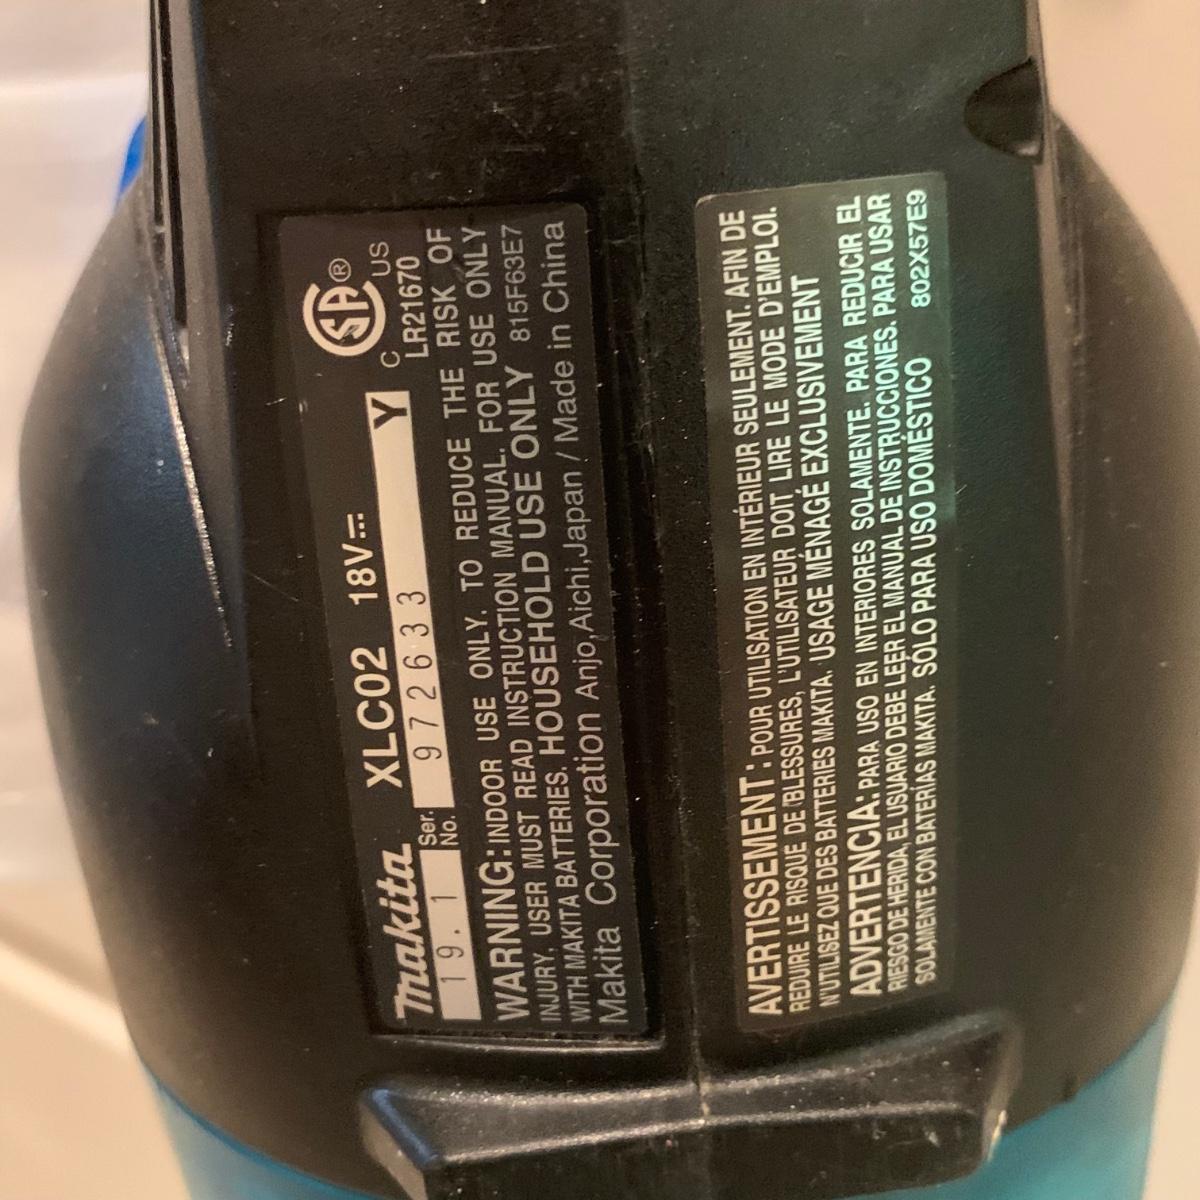 Makita XLC02 18V⎓
SA®
C US
19.1 Ser. No. 972633 Y LR21670
WARNING: INDOOR USE ONLY. TO REDUCE THE RISK OF
INJURY, USER MUST READ INSTRUCTION MANUAL. FOR USE ONLY
WITH MAKITA BATTERIES. HOUSEHOLD USE ONLY 815F63E7
Makita Corporation Anjo,Aichi,Japan / Made in China
AVERTISSEMENT : POUR UTILISATION EN INTÉRIEUR SEULEMENT. AFIN DE
REDUIRE LE RISQUE DE BLESSURES, L'UTILISATEUR DOIT LIRE LE MODE D'EMPLOI.
N'UTILISEZ QUE DES BATTERIES MAKITA. USAGE MÉNAGÉ EXCLUSIVEMENT
ADVERTENCIA: PARA USO EN INTERIORES SOLAMENTE. PARA REDUCIR EL
RIESGO DE HERIDA, EL USUARIO DEBE LEER EL MANUAL DE INSTRUCCIONES. PARA USAR
SOLAMENTE CON BATERÍAS MAKITA. SÓLO PARA USO DOMÉSTICO 802X57E9